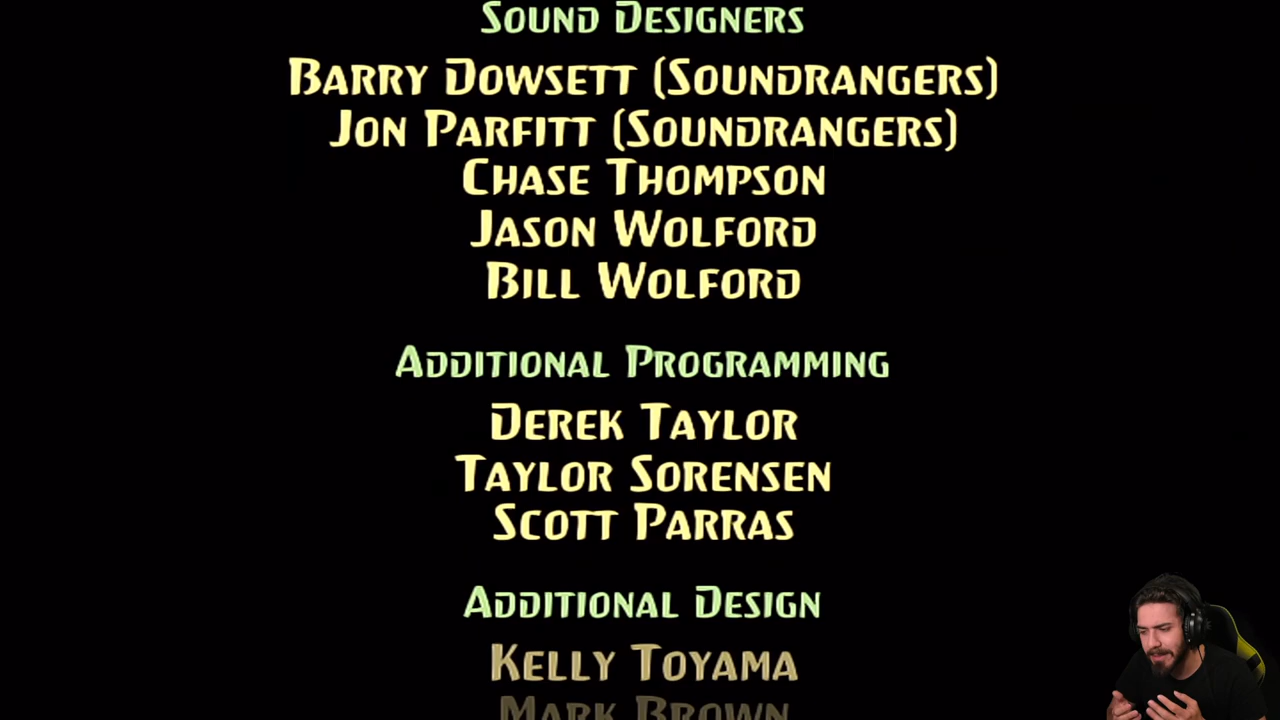 Sound Designers
Barry Dowsett (Soundrangers)
Jon Parfitt (Soundrangers)
Chase Thompson
Jason Wolford
Bill Wolford
Additional Programming
Derek Taylor
Taylor Sorensen
Scott Parras
Additional Design
Kelly Toyama
Mark Brown